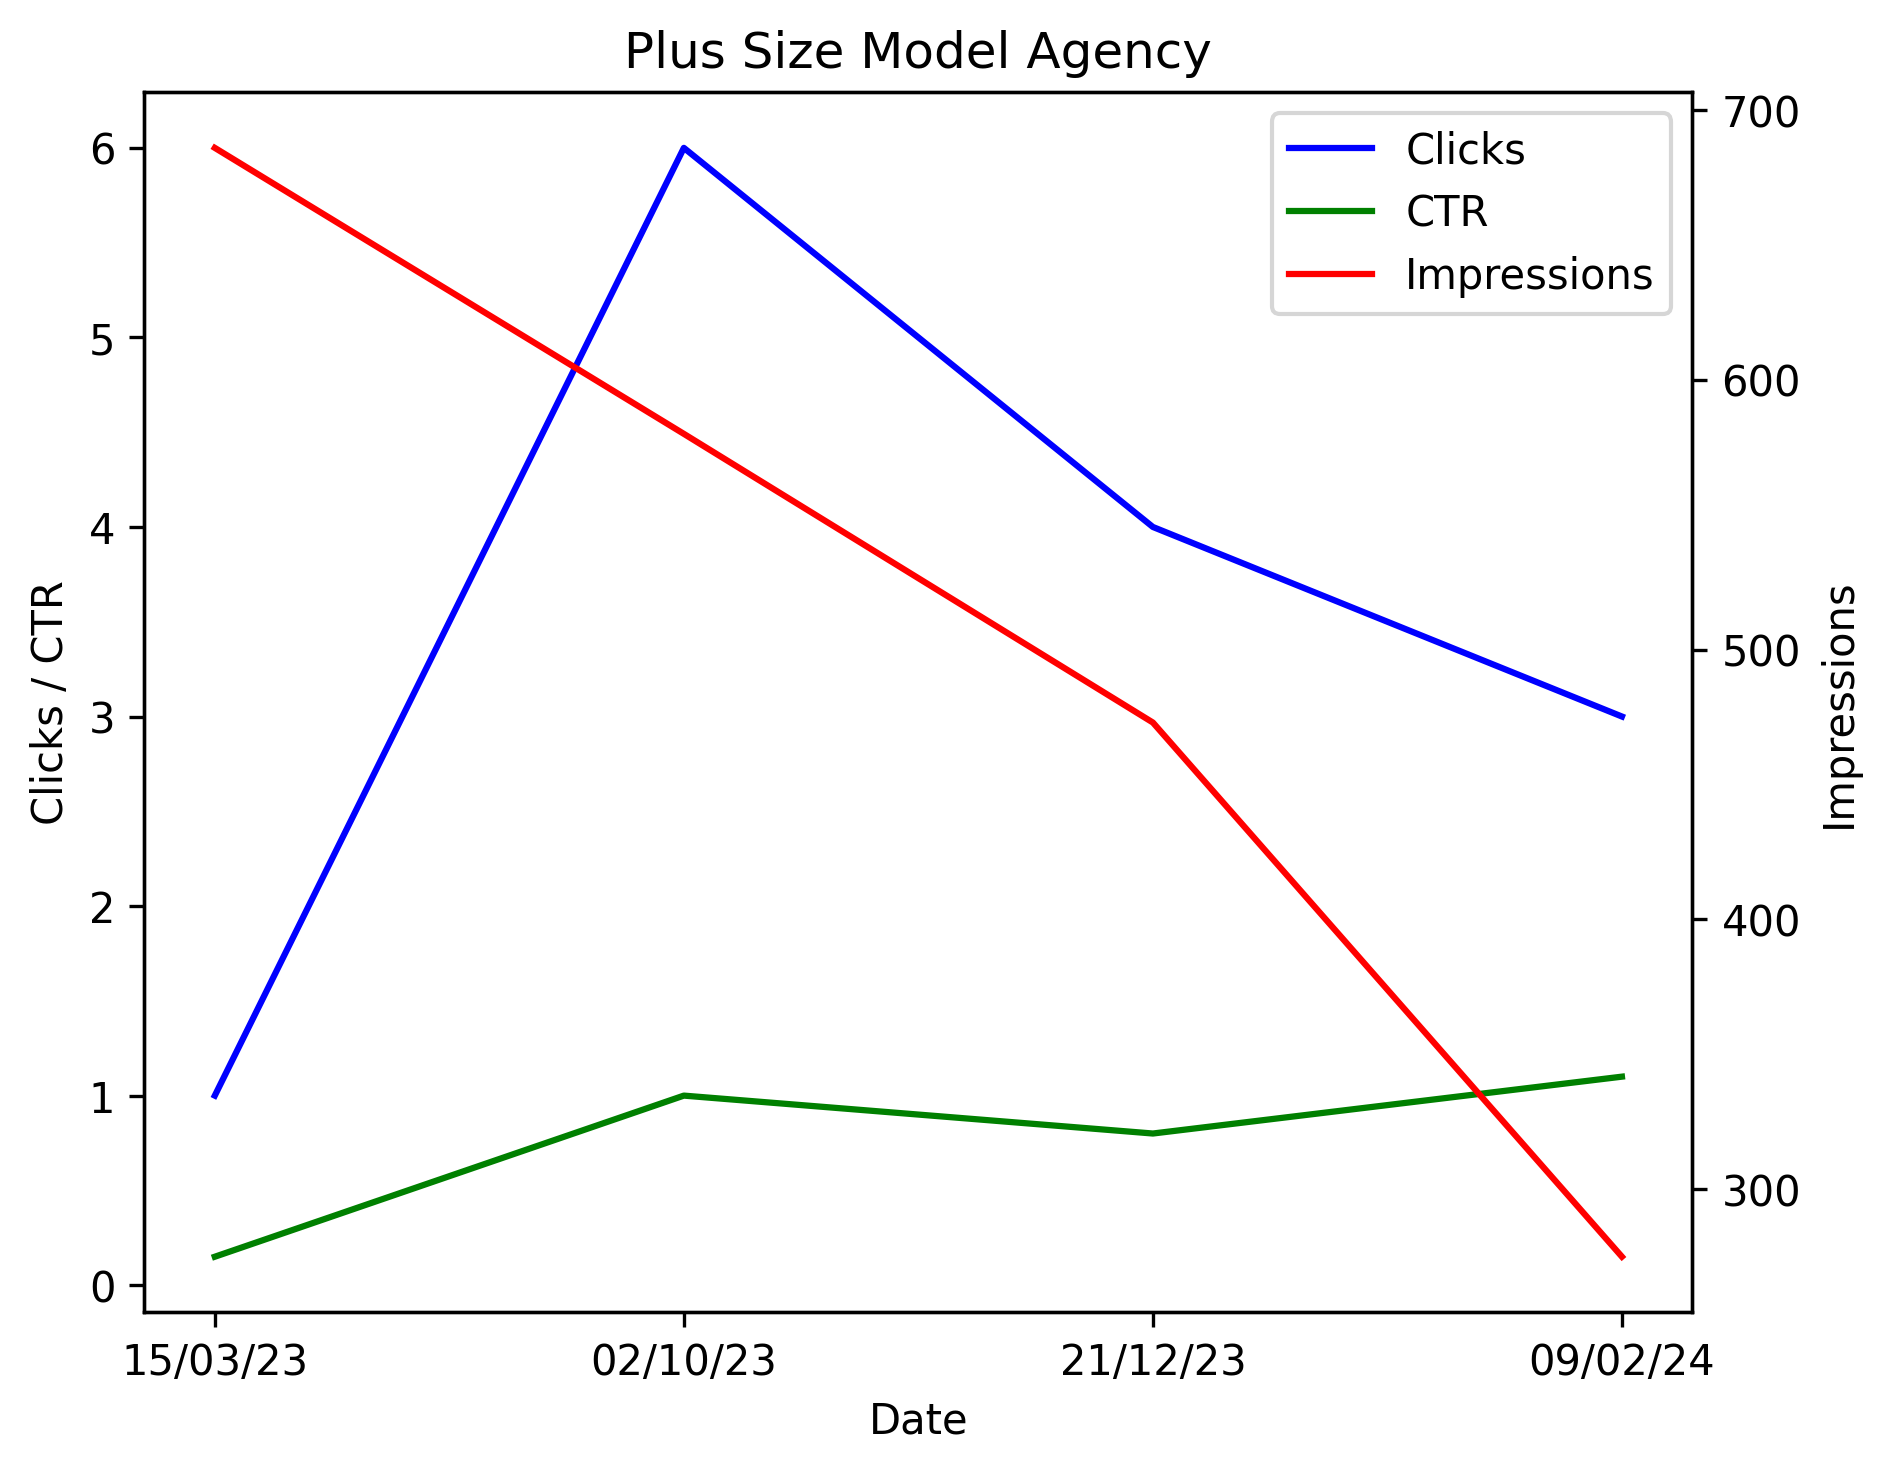 Plus Size Model Agency
Clicks
CTR
Impressions
6
5
4
3
2
1
0
Clicks / CTR
700
600
500
400
300
Impressions
15/03/23 02/10/23 21/12/23 09/02/24
Date